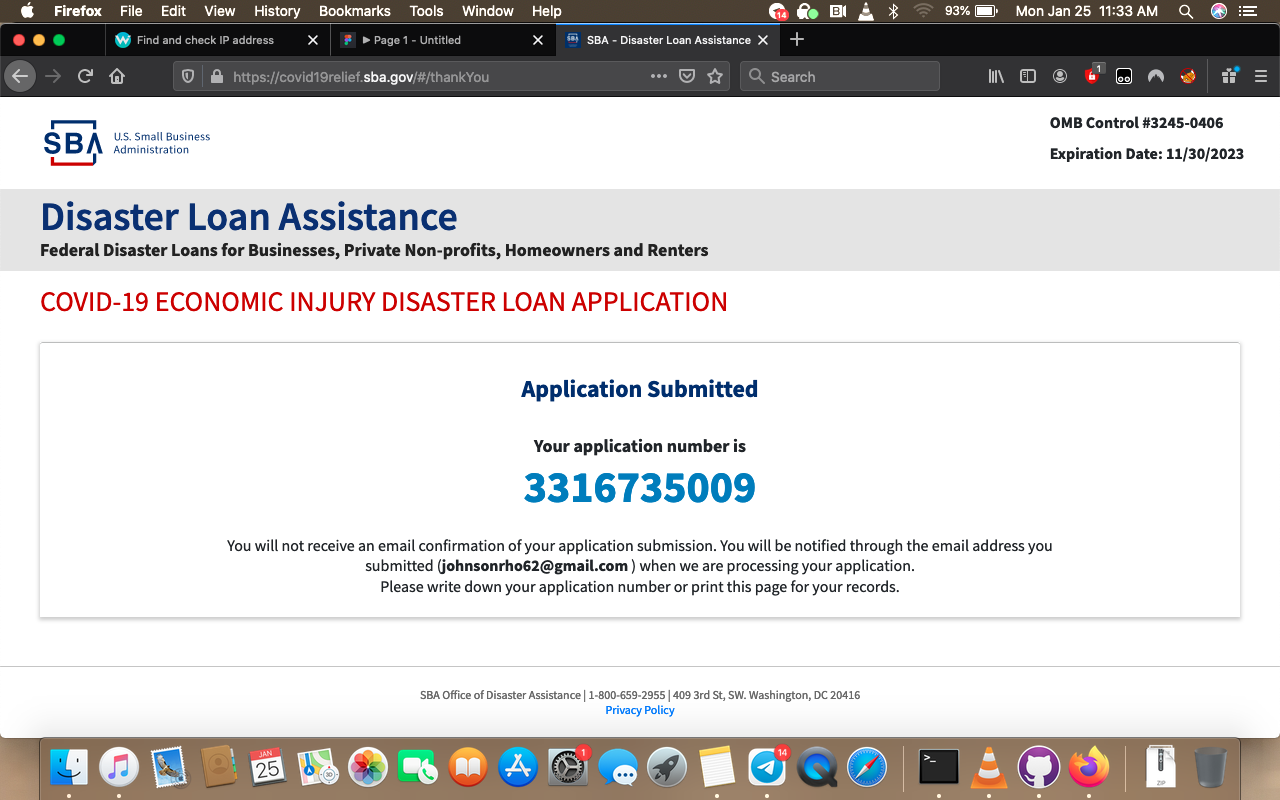 Firefox File Edit View History Bookmarks Tools Window Help 14 93% Mon Jan 25 11:33 AM
Find and check IP address Page 1 - Untitled SBA SBA - Disaster Loan Assistance
https://covid19relief.sba.gov/#/thankYou Search 1
SBA U.S. Small Business
Administration
OMB Control #3245-0406
Expiration Date: 11/30/2023
Disaster Loan Assistance
Federal Disaster Loans for Businesses, Private Non-profits, Homeowners and Renters
COVID-19 ECONOMIC INJURY DISASTER LOAN APPLICATION
Application Submitted
Your application number is
3316735009
You will not receive an email confirmation of your application submission. You will be notified through the email address you
submitted (johnsonrho62@gmail.com ) when we are processing your application.
Please write down your application number or print this page for your records.
SBA Office of Disaster Assistance | 1-800-659-2955 | 409 3rd St, SW. Washington, DC 20416
Privacy Policy
JAN
25 1 14 ZIP